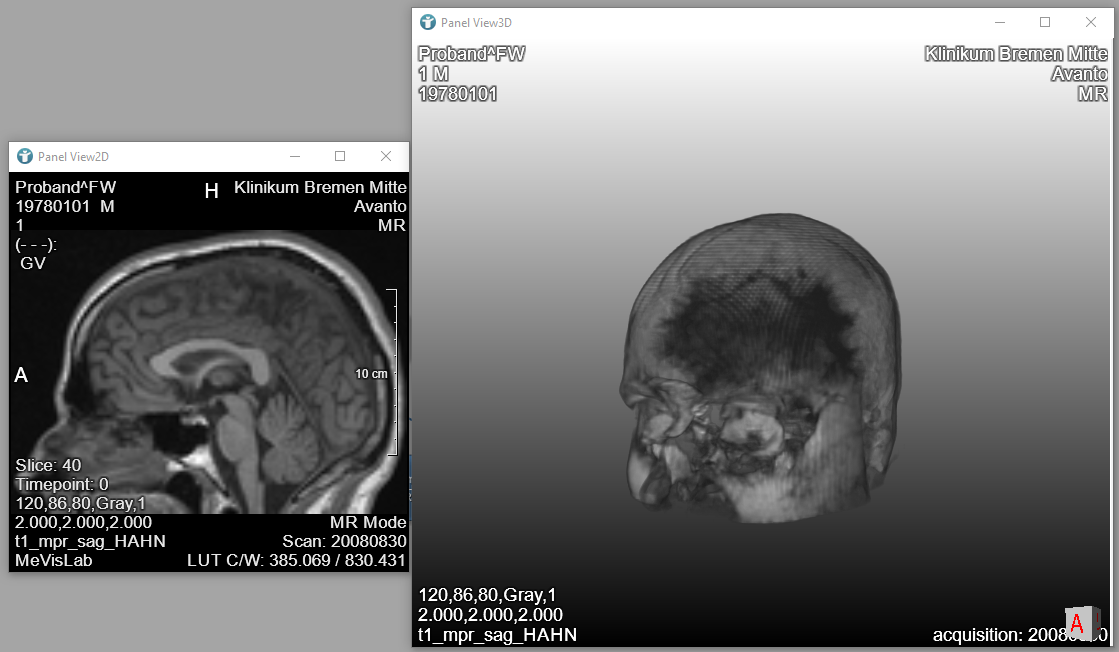 Panel View2D
Proband^FW
19780101 M
1
(- - -):
GV
H
Klinikum Bremen Mitte
Avanto
MR
A
10 cm
Slice: 40
Timepoint: 0
120,86,80,Gray,1
2.000,2.000,2.000
t1_mpr_sag_HAHN
MeVisLab
MR Mode
Scan: 20080830
LUT C/W: 385.069 / 830.431
Panel View3D
Proband^FW
1 M
19780101
Klinikum Bremen Mitte
Avanto
MR
120,86,80,Gray,1
2.000,2.000,2.000
t1_mpr_sag_HAHN
acquisition:
A